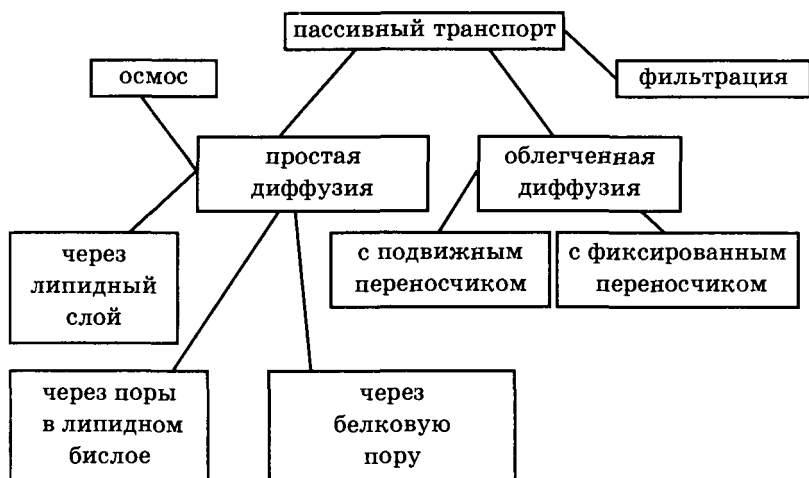 пассивный транспорт
осмос
фильтрация
простая
диффузия
облегченная
диффузия
через
липидный
слой
с подвижным
переносчиком
с фиксированным
переносчиком
через поры
в липидном
бислое
через
белковую
пору